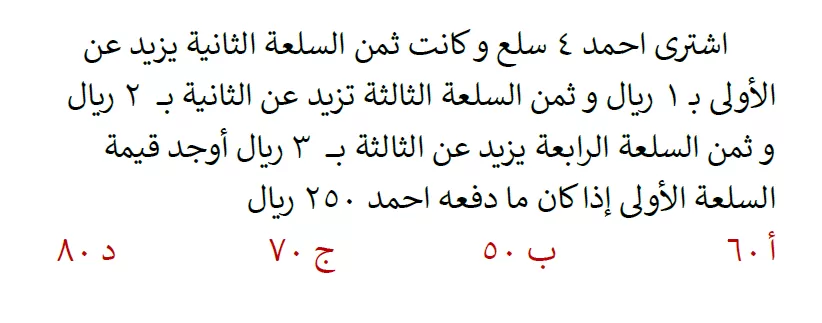 اشترى احمد ٤ سلع و كانت ثمن السلعة الثانية يزيد عن
الأولى بـ ١ ريال و ثمن السلعة الثالثة تزيد عن الثانية بـ ٢ ريال
و ثمن السلعة الرابعة يزيد عن الثالثة بـ ٣ ريال أوجد قيمة
السلعة الأولى إذا كان ما دفعه احمد ٢٥٠ ريال
أ ٦٠ ب ٥٠ ج ٧٠ د ٨٠